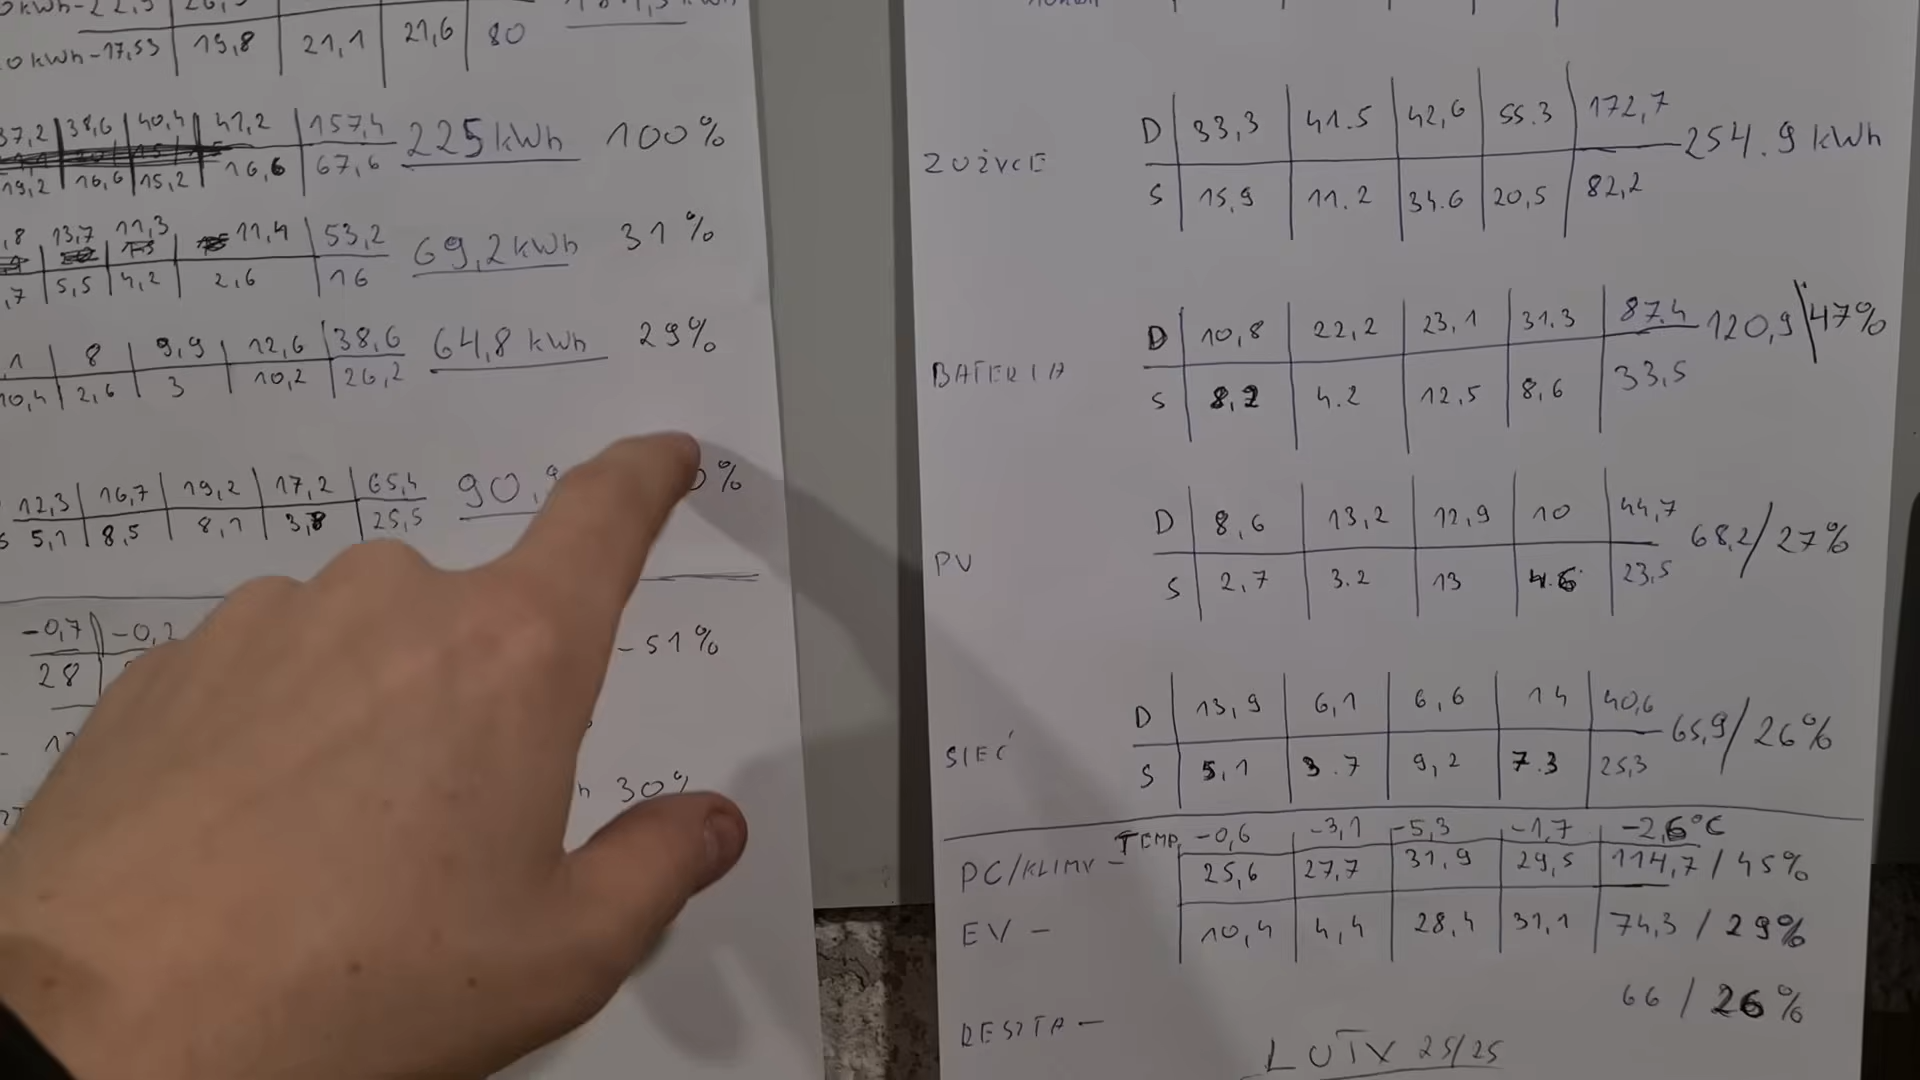 17,53 19,8 21,1 21,6 80
37,2 38,6 40,4 41,2 157,4 225 kWh 100%
19,2 16,6 15,2 16,6 67,6
,8 13,7 11,3 11,4 53,2 69,2 kWh 31%
,7 5,5 4,2 2,6 16
,1 8 9,9 12,6 38,6 64,8 kWh 29%
10,4 2,6 3 10,2 26,2
12,3 16,7 19,2 17,2 65,4 90,9 0%
S 5,1 8,5 8,1 3,8 25,5
-0,7 -0,2
28 - 51%
30%
ZUŻYCE D 33,3 41.5 42,6 55.3 172,7 254.9 kWh
S 15,9 11.2 34.6 20,5 82,2
BATERIA D 10,8 22,2 23,1 31.3 87.4 120,9 47%
S 8,2 4.2 12,5 8,6 33,5
PV D 8,6 13,2 12,9 10 44,7 68,2/27%
S 2,7 3.2 13 4.6 23,5
SIEĆ D 13,9 6,1 6,6 14 40,6 65,9/26%
S 5,1 3.7 9,2 7.3 25,3
TEMP. -0,6 -3,1 -5,3 -1,7 -2,6°C
PC/KLIMY - 25,6 27,7 31,9 29,5 114,7 / 45%
EV - 10,4 4,4 28,4 31,1 74,3 / 29%
RESZTA - 66 / 26%
LUTY 25/25